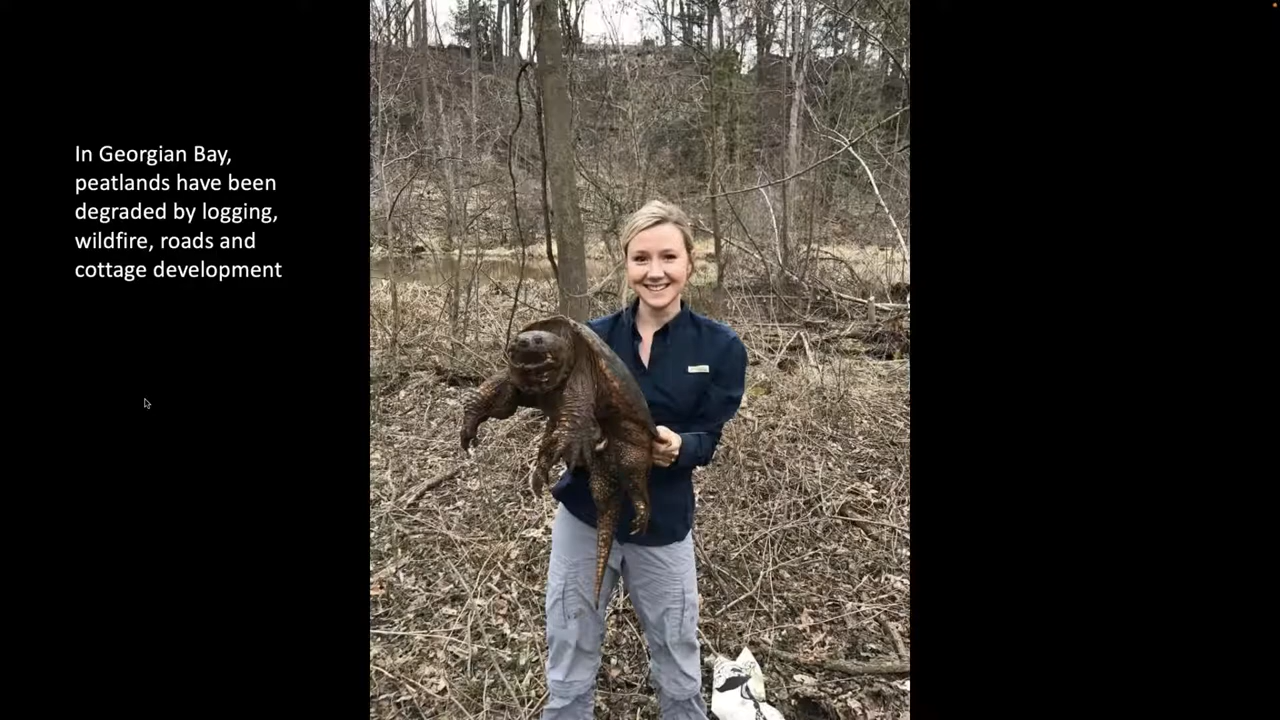 In Georgian Bay,
peatlands have been
degraded by logging,
wildfire, roads and
cottage development